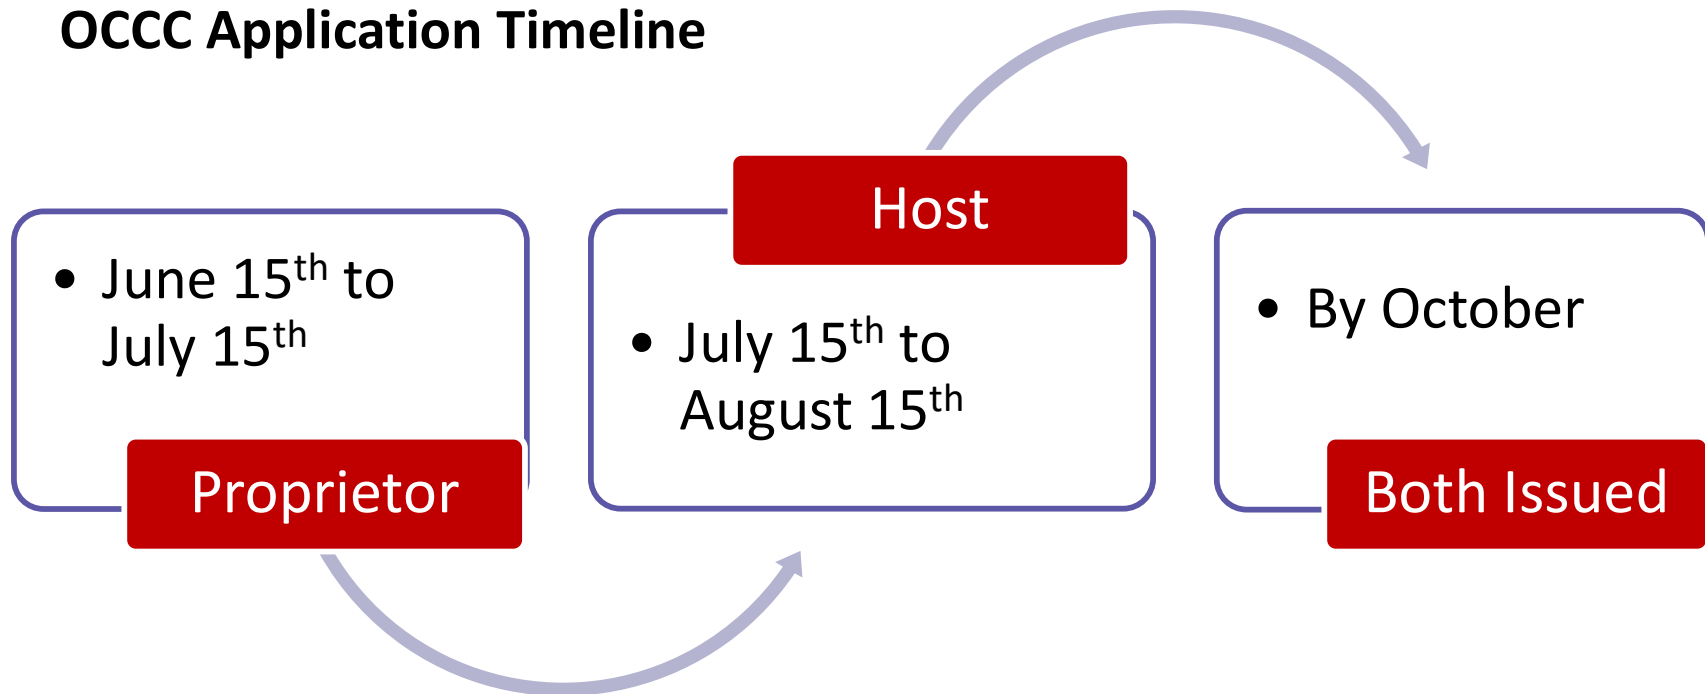 OCCC Application Timeline
• June 15th to
July 15th
Proprietor
Host
• July 15th to
August 15th
• By October
Both Issued